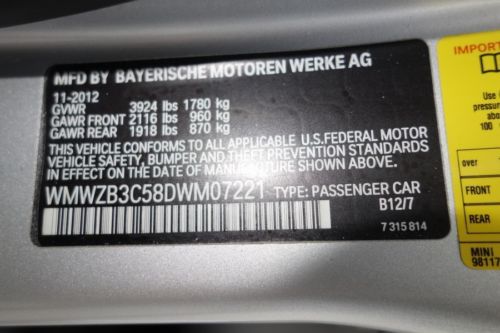 MFD BY BAYERISCHE MOTOREN WERKE AG
11-2012
GVWR 3924 lbs 1780 kg
GAWR FRONT 2116 lbs 960 kg
GAWR REAR 1918 lbs 870 kg
THIS VEHICLE CONFORMS TO ALL APPLICABLE U.S.FEDERAL MOTOR
VEHICLE SAFETY, BUMPER AND THEFT PREVENTION STANDARDS
IN EFFECT ON THE DATE OF MANUFACTURE SHOWN ABOVE.
WMWZB3C58DWM07221 TYPE: PASSENGER CAR
B12/7
7 315 814
IMPORT
Use
pressure
about
100
over
FRONT
REAR
MINI
98117